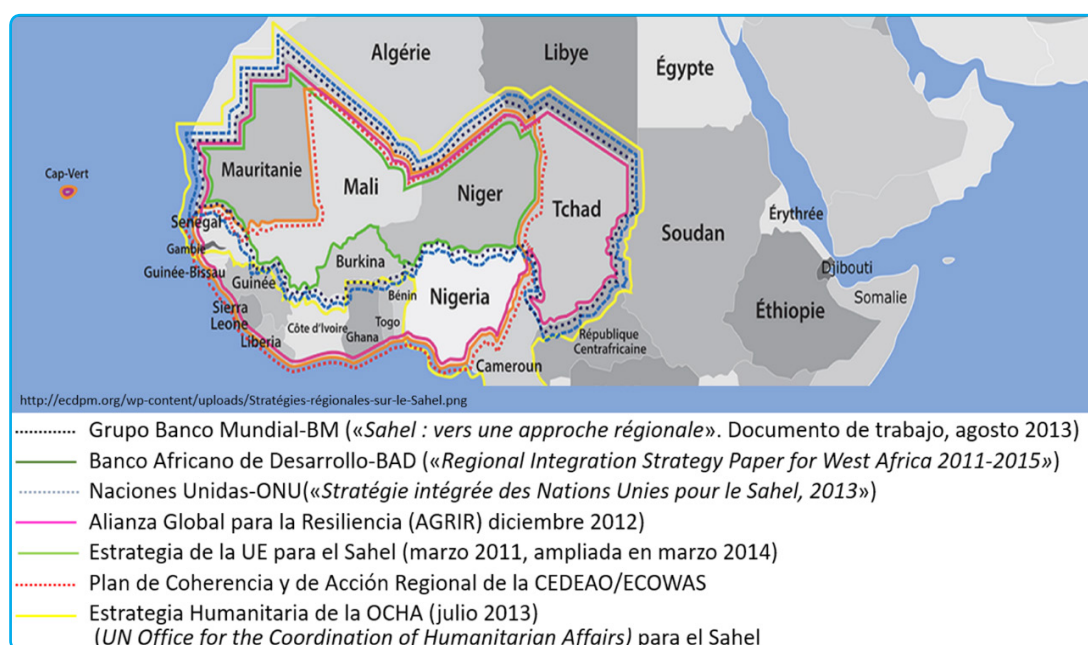 Algérie
Libye
Égypte
Cap-Vert
Mauritanie
Mali
Niger
Tchad
Soudan
Érythrée
Sénégal
Gambie
Guinée-Bissau
Guinée
Burkina
Bénin
Nigeria
Djibouti
Somalie
Éthiopie
Sierra
Leone
Liberia
Côte d'Ivoire
Ghana
Togo
Cameroun
République
Centrafricaine
http://ecdpm.org/wp-content/uploads/Stratégies-régionales-sur-le-Sahel.png
Grupo Banco Mundial-BM («Sahel : vers une approche régionale». Documento de trabajo, agosto 2013)
Banco Africano de Desarrollo-BAD («Regional Integration Strategy Paper for West Africa 2011-2015»)
Naciones Unidas-ONU(«Stratégie intégrée des Nations Unies pour le Sahel, 2013»)
Alianza Global para la Resiliencia (AGRIR) diciembre 2012)
Estrategia de la UE para el Sahel (marzo 2011, ampliada en marzo 2014)
Plan de Coherencia y de Acción Regional de la CEDEAO/ECOWAS
Estrategia Humanitaria de la OCHA (julio 2013)
(UN Office for the Coordination of Humanitarian Affairs) para el Sahel